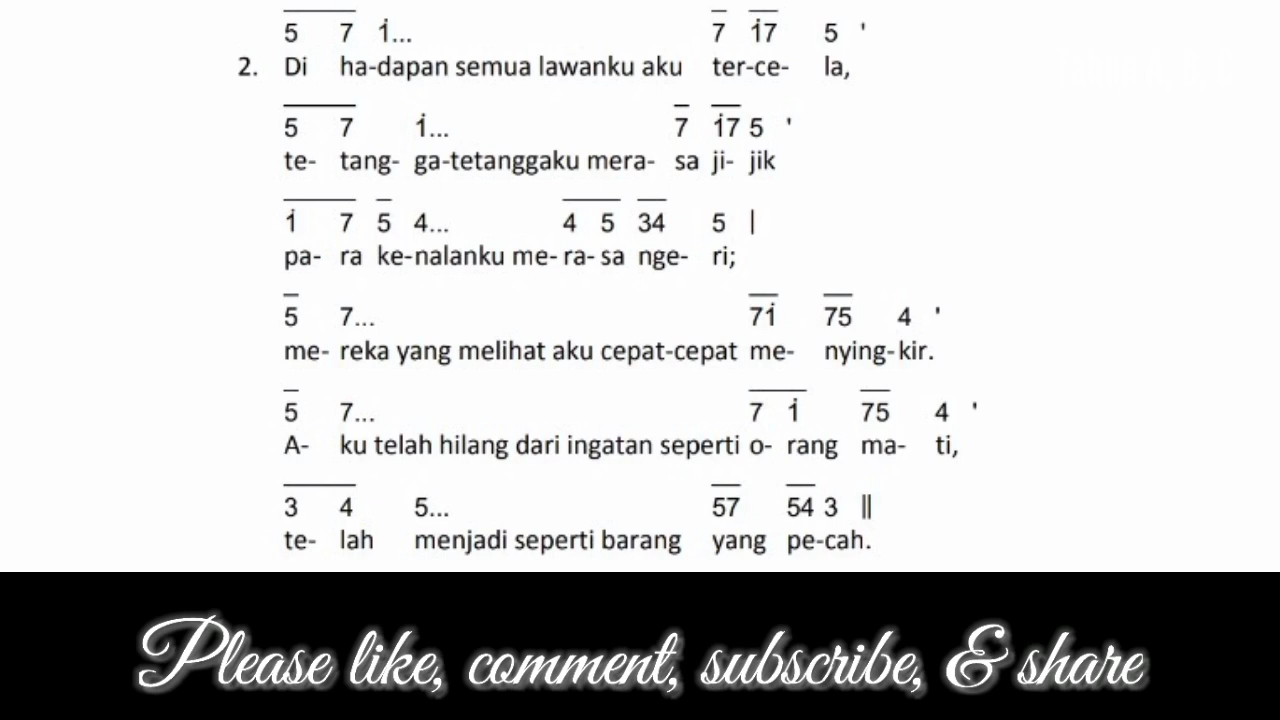 5 7 1̇... 7 1̇7 5 '
2. Di ha-dapan semua lawanku aku ter-ce- la,
5 7 1̇... 7 1̇7 5 '
te- tang- ga-tetanggaku mera- sa ji- jik
1̇ 7 5 4... 4 5 34 5 |
pa- ra ke-nalanku me- ra- sa nge- ri;
5 7... 71̇ 75 4 '
me- reka yang melihat aku cepat-cepat me- nying- kir.
5 7... 7 1̇ 75 4 '
A- ku telah hilang dari ingatan seperti o- rang ma- ti,
3 4 5... 57 54 3 ||
te- lah menjadi seperti barang yang pe-cah.
Please like, comment, subscribe, & share